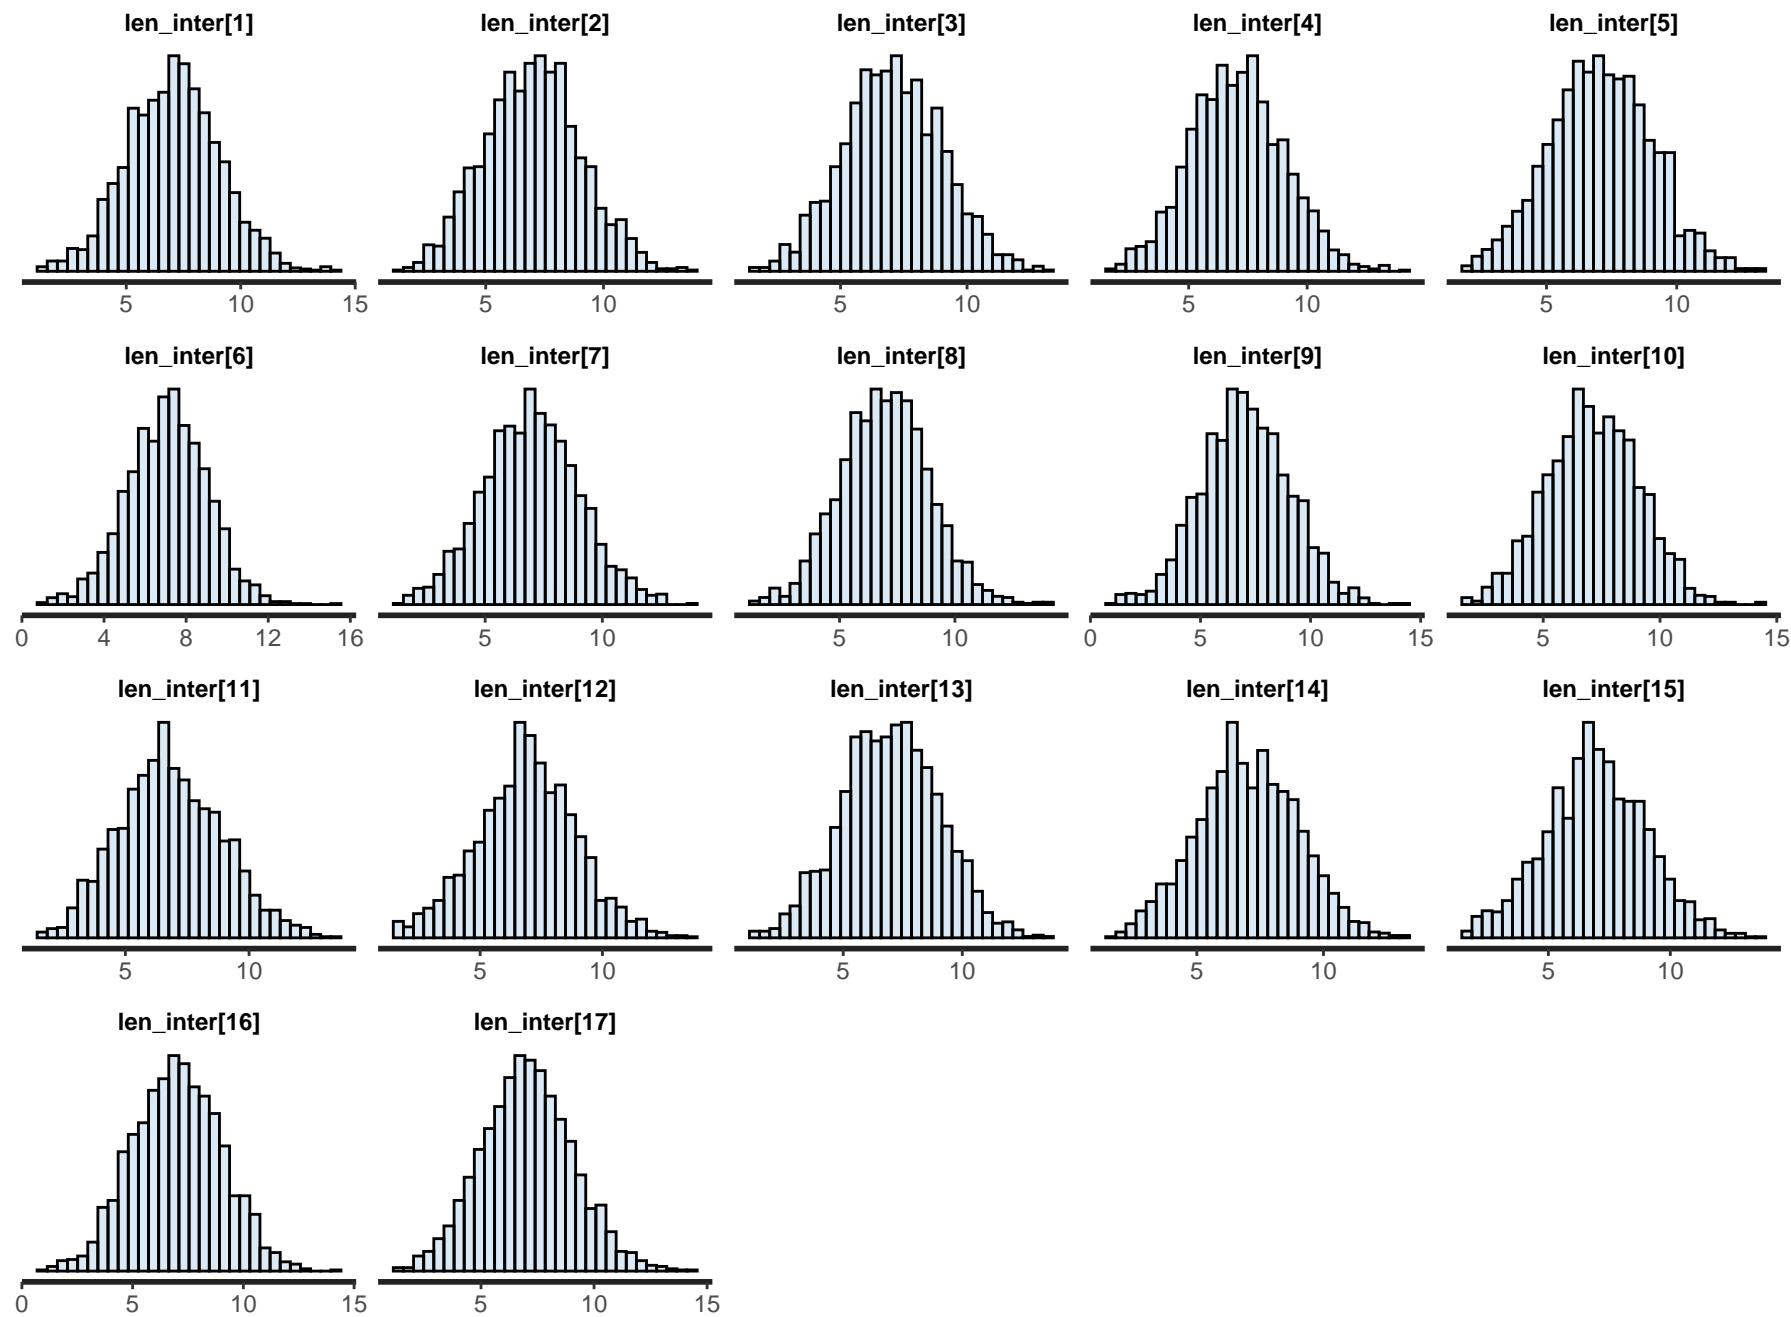 len_inter[1] len_inter[2] len_inter[3] len_inter[4] len_inter[5]
5 10 15 5 10 5 10 5 10 5 10
len_inter[6] len_inter[7] len_inter[8] len_inter[9] len_inter[10]
0 4 8 12 16 5 10 5 10 0 5 10 15 5 10 15
len_inter[11] len_inter[12] len_inter[13] len_inter[14] len_inter[15]
5 10 5 10 5 10 5 10 5 10
len_inter[16] len_inter[17]
0 5 10 15 5 10 15